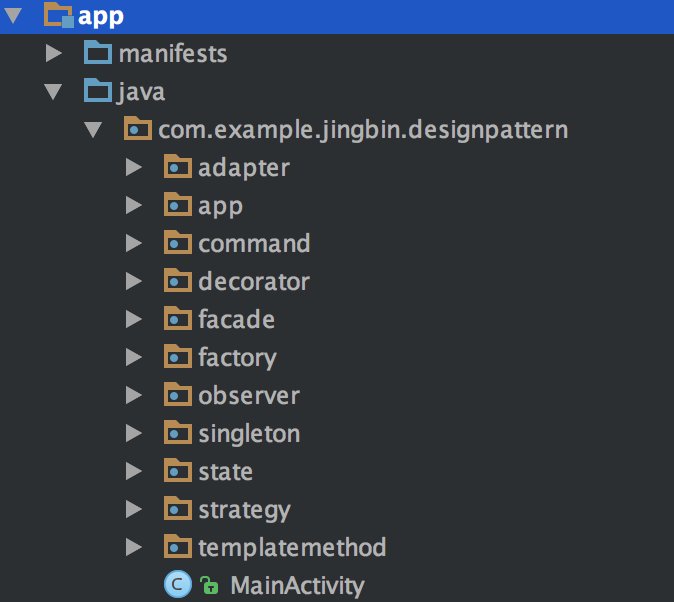 app
manifests
java
com.example.jingbin.designpattern
adapter
app
command
decorator
facade
factory
observer
singleton
state
strategy
templatemethod
C MainActivity